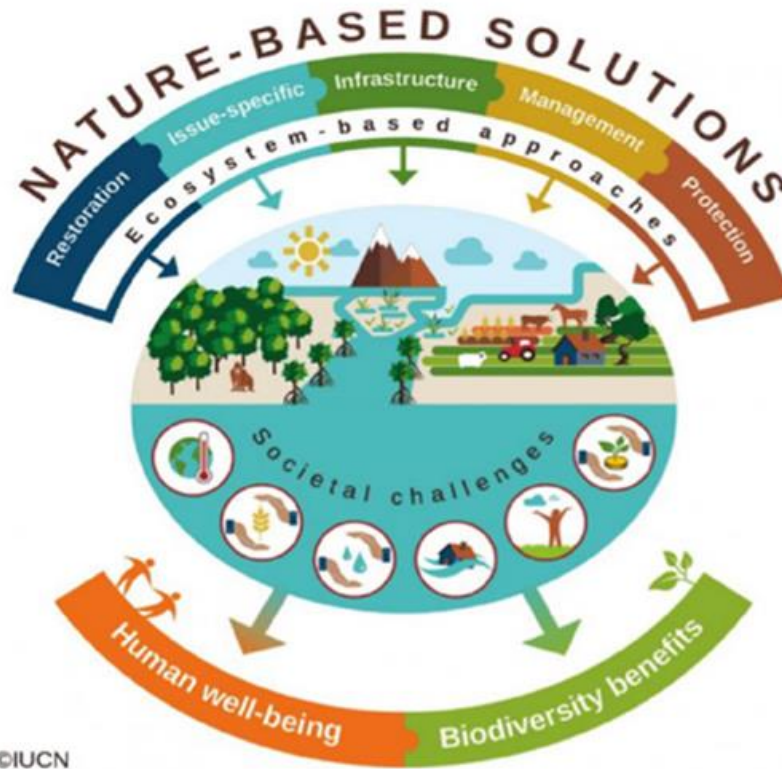 NATURE-BASED SOLUTIONS
Restoration
Issue-specific
Infrastructure
Management
Protection
Ecosystem-based approaches
Societal challenges
Human well-being
Biodiversity benefits
©IUCN